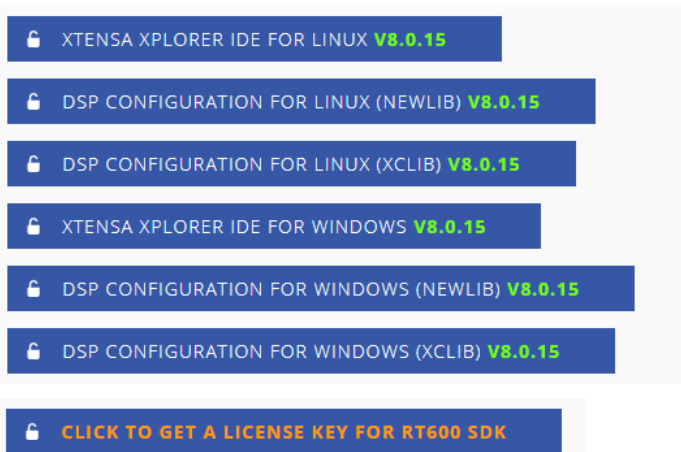 XTENSA XPLORER IDE FOR LINUX V8.0.15
DSP CONFIGURATION FOR LINUX (NEWLIB) V8.0.15
DSP CONFIGURATION FOR LINUX (XCLIB) V8.0.15
XTENSA XPLORER IDE FOR WINDOWS V8.0.15
DSP CONFIGURATION FOR WINDOWS (NEWLIB) V8.0.15
DSP CONFIGURATION FOR WINDOWS (XCLIB) V8.0.15
CLICK TO GET A LICENSE KEY FOR RT600 SDK